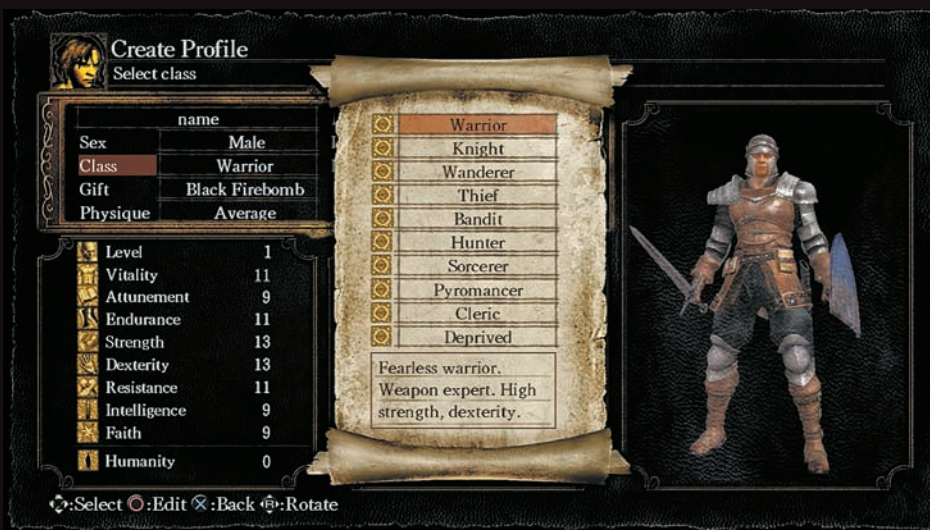 Create Profile
Select class
name
Sex Male
Class Warrior
Gift Black Firebomb
Physique Average
Level 1
Vitality 11
Attunement 9
Endurance 11
Strength 13
Dexterity 13
Resistance 11
Intelligence 9
Faith 9
Humanity 0
Warrior
Knight
Wanderer
Thief
Bandit
Hunter
Sorcerer
Pyromancer
Cleric
Deprived
Fearless warrior.
Weapon expert. High
strength, dexterity.
:Select :Edit :Back R:Rotate